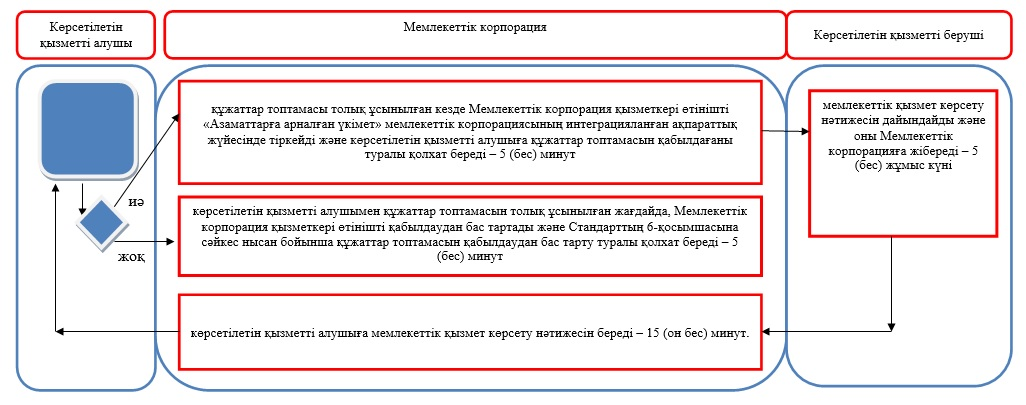 Көрсетілетін
қызметті алушы
Мемлекеттік корпорация
Көрсетілетін қызметті беруші
құжаттар топтамасы толық ұсынылған кезде Мемлекеттік корпорация қызметкері өтінішті
«Азаматтарға арналған үкімет» мемлекеттік корпорациясының интеграцияланған ақпараттық
жүйесінде тіркейді және көрсетілетін қызметті алушыға құжаттар топтамасын қабылдағаны
туралы қолхат береді – 5 (бес) минут
мемлекеттік қызмет көрсету
нәтижесін дайындайды және
оны Мемлекеттік
корпорацияға жібереді – 5
(бес) жұмыс күні
иә
көрсетілетін қызметті алушымен құжаттар топтамасын толық ұсынылған жағдайда, Мемлекеттік
корпорация қызметкері өтінішті қабылдаудан бас тартады және Стандарттың 6-қосымшасына
сәйкес нысан бойынша құжаттар топтамасын қабылдаудан бас тарту туралы қолхат береді – 5
(бес) минут
жоқ
көрсетілетін қызметті алушыға мемлекеттік қызмет көрсету нәтижесін береді – 15 (он бес) минут.